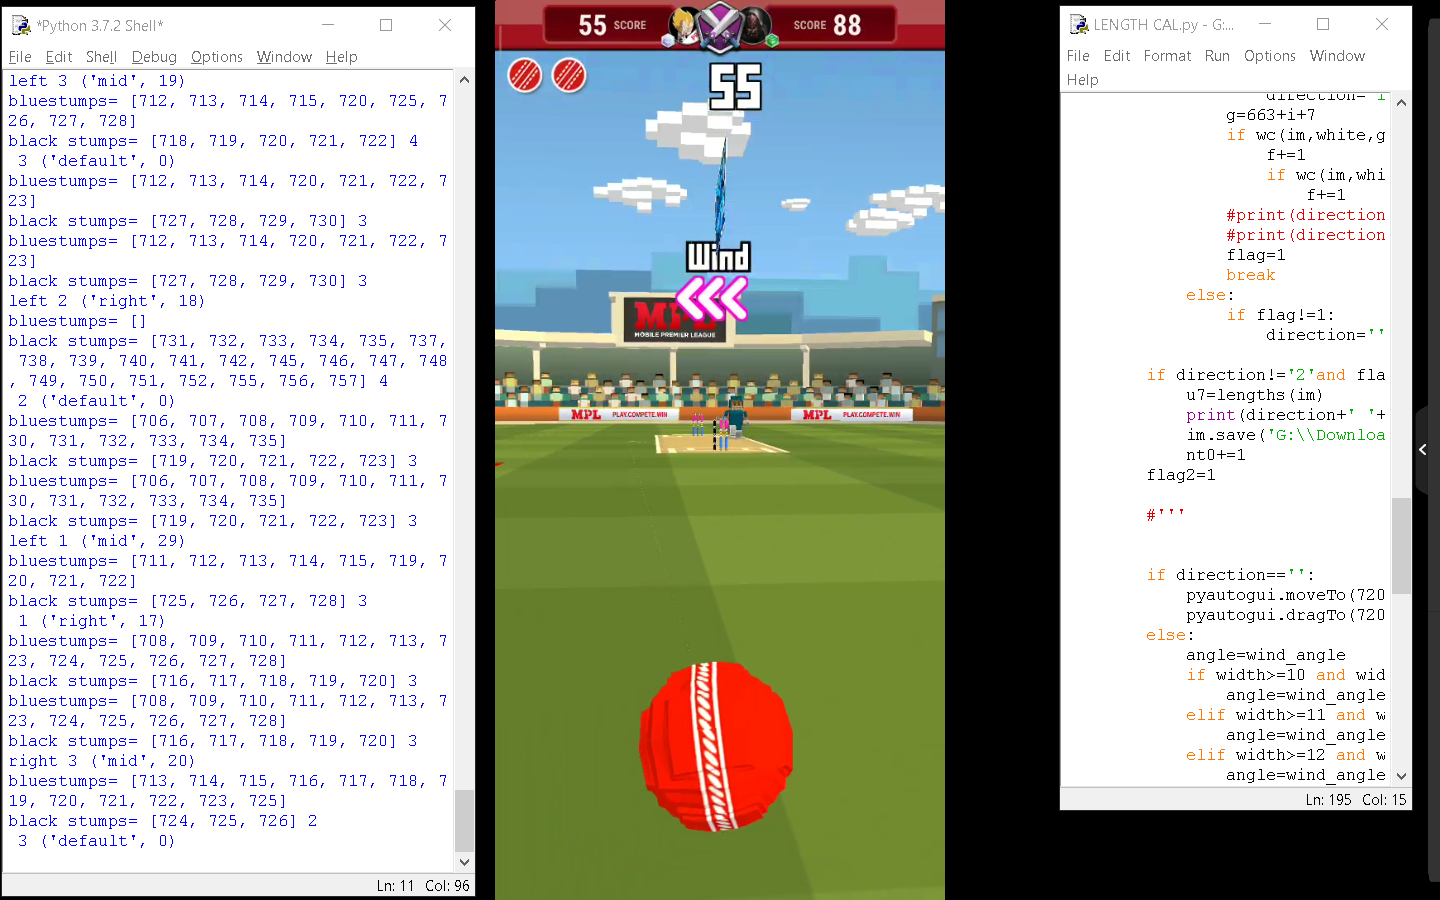 *Python 3.7.2 Shell*
File Edit Shell Debug Options Window Help
left 3 ('mid', 19)
bluestumps= [712, 713, 714, 715, 720, 725, 7
26, 727, 728]
black stumps= [718, 719, 720, 721, 722] 4
 3 ('default', 0)
bluestumps= [712, 713, 714, 720, 721, 722, 7
23]
black stumps= [727, 728, 729, 730] 3
bluestumps= [712, 713, 714, 720, 721, 722, 7
23]
black stumps= [727, 728, 729, 730] 3
left 2 ('right', 18)
bluestumps= []
black stumps= [731, 732, 733, 734, 735, 737,
 738, 739, 740, 741, 742, 745, 746, 747, 748
, 749, 750, 751, 752, 755, 756, 757] 4
 2 ('default', 0)
bluestumps= [706, 707, 708, 709, 710, 711, 7
30, 731, 732, 733, 734, 735]
black stumps= [719, 720, 721, 722, 723] 3
bluestumps= [706, 707, 708, 709, 710, 711, 7
30, 731, 732, 733, 734, 735]
black stumps= [719, 720, 721, 722, 723] 3
left 1 ('mid', 29)
bluestumps= [711, 712, 713, 714, 715, 719, 7
20, 721, 722]
black stumps= [725, 726, 727, 728] 3
 1 ('right', 17)
bluestumps= [708, 709, 710, 711, 712, 713, 7
23, 724, 725, 726, 727, 728]
black stumps= [716, 717, 718, 719, 720] 3
bluestumps= [708, 709, 710, 711, 712, 713, 7
23, 724, 725, 726, 727, 728]
black stumps= [716, 717, 718, 719, 720] 3
right 3 ('mid', 20)
bluestumps= [713, 714, 715, 716, 717, 718, 7
19, 720, 721, 722, 723, 725]
black stumps= [724, 725, 726] 2
 3 ('default', 0)
Ln: 11 Col: 96
55 SCORE SCORE 88
55
Wind
MPL
MOBILE PREMIER LEAGUE
MPL PLAY.COMPETE.WIN MPL PLAY.COMPETE.WIN
LENGTH CAL.py - G:...
File Edit Format Run Options Window
Help
direction='i
g=663+i+7
if wc(im,white,g
f+=1
if wc(im,whi
f+=1
#print(direction
#print(direction
flag=1
break
else:
if flag!=1:
direction=''
if direction!='2'and fla
u7=lengths(im)
print(direction+' '+
im.save('G:\\Downloa
nt0+=1
flag2=1
#'''
if direction=='':
pyautogui.moveTo(720
pyautogui.dragTo(720
else:
angle=wind_angle
if width>=10 and wid
angle=wind_angle
elif width>=11 and w
angle=wind_angle
elif width>=12 and w
angle=wind_angle
Ln: 195 Col: 15